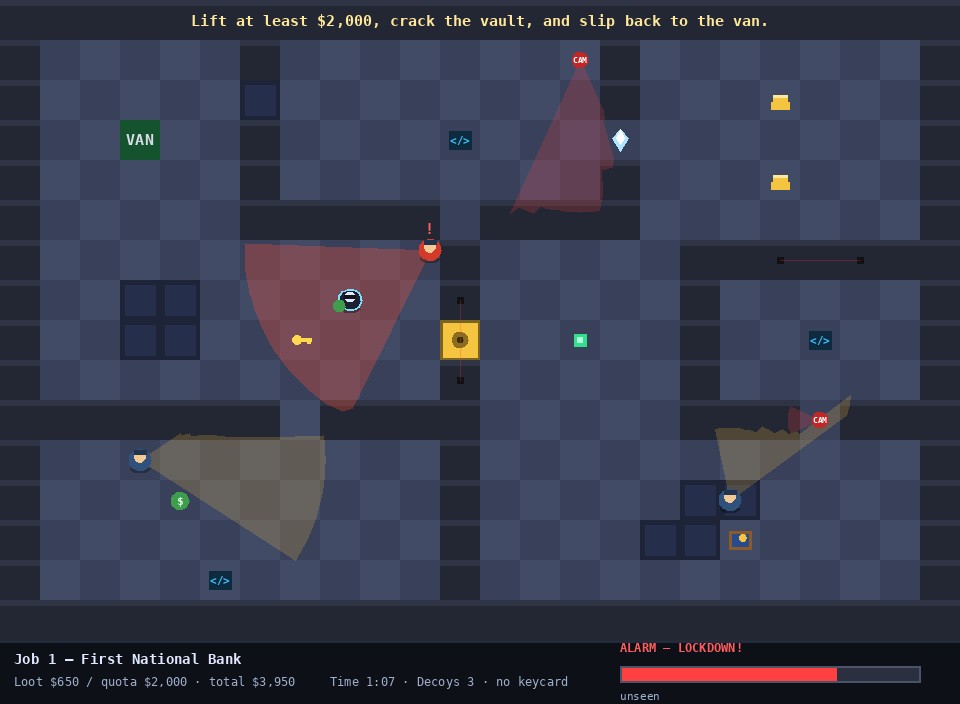 Lift at least $2,000, crack the vault, and slip back to the van.
CAM
VAN
</>
!
</>
CAM
$
</>
ALARM — LOCKDOWN!
Job 1 — First National Bank
Loot $650 / quota $2,000 · total $3,950
Time 1:07 · Decoys 3 · no keycard
unseen